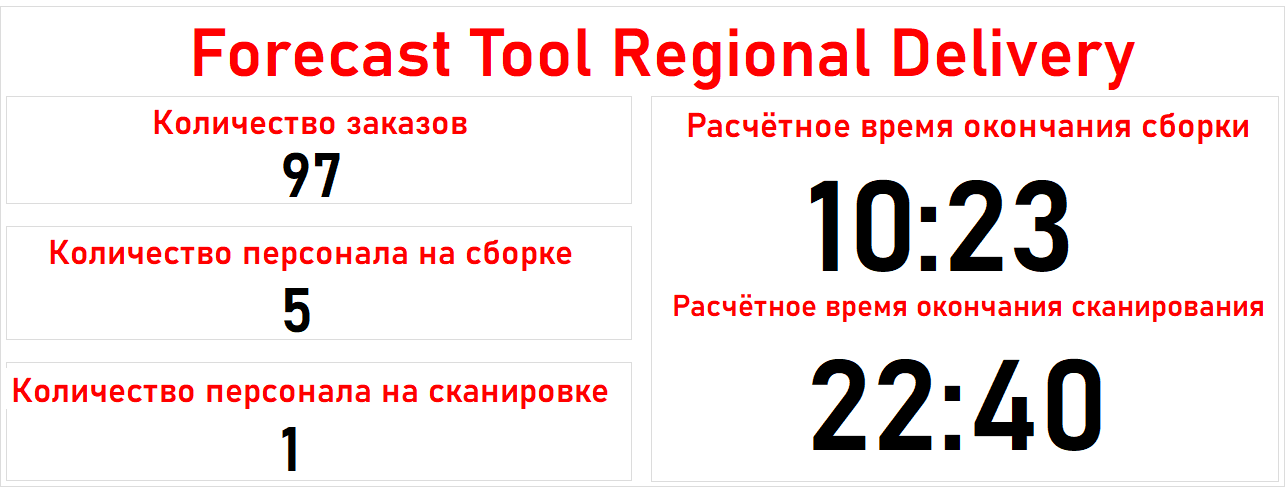 Forecast Tool Regional Delivery
Количество заказов
97
Количество персонала на сборке
5
Количество персонала на сканировке
1
Расчётное время окончания сборки
10:23
Расчётное время окончания сканирования
22:40